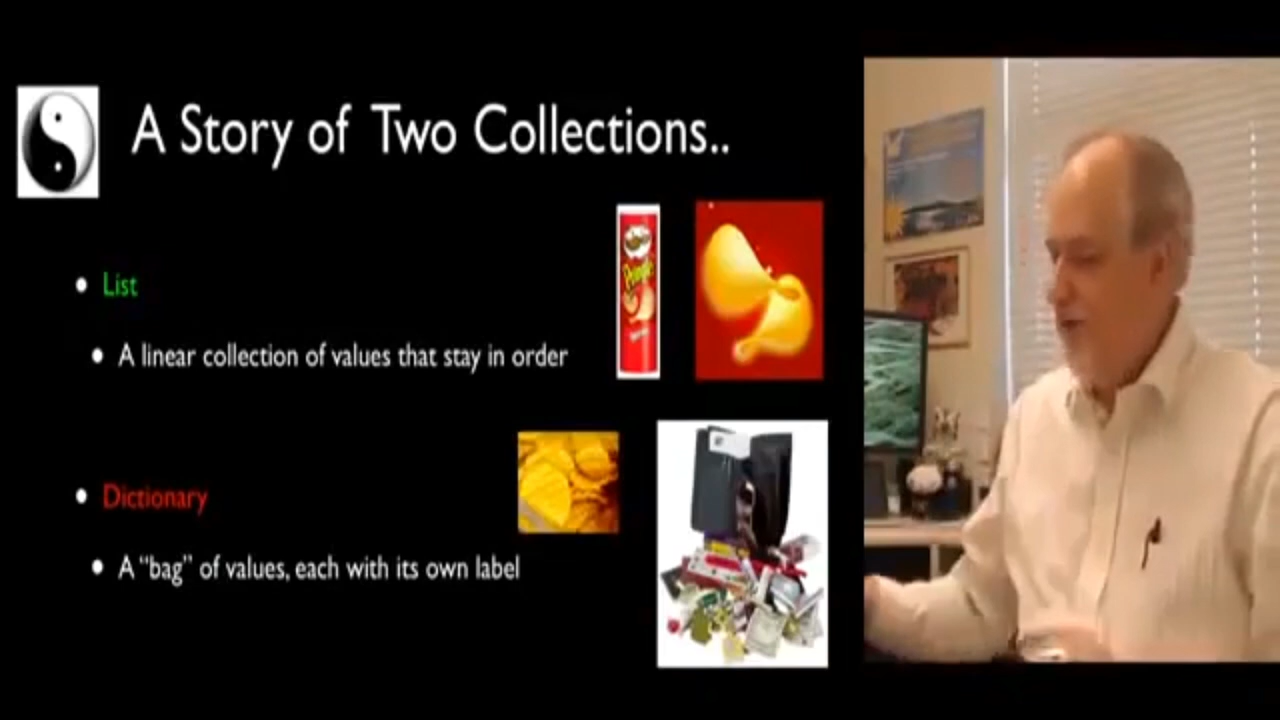 A Story of Two Collections..
List
Pringles
A linear collection of values that stay in order
Dictionary
A “bag” of values, each with its own label